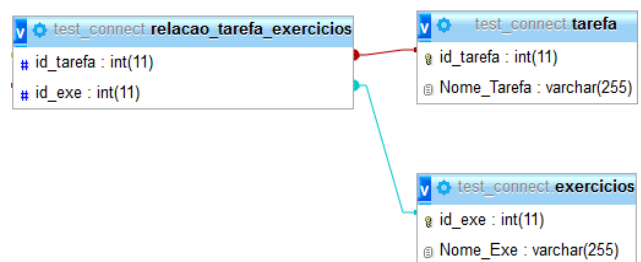 v test_connect.relacao_tarefa_exercicios
# id_tarefa : int(11)
# id_exe : int(11)
v test_connect.tarefa
id_tarefa : int(11)
Nome_Tarefa : varchar(255)
v test_connect.exercicios
id_exe : int(11)
Nome_Exe : varchar(255)